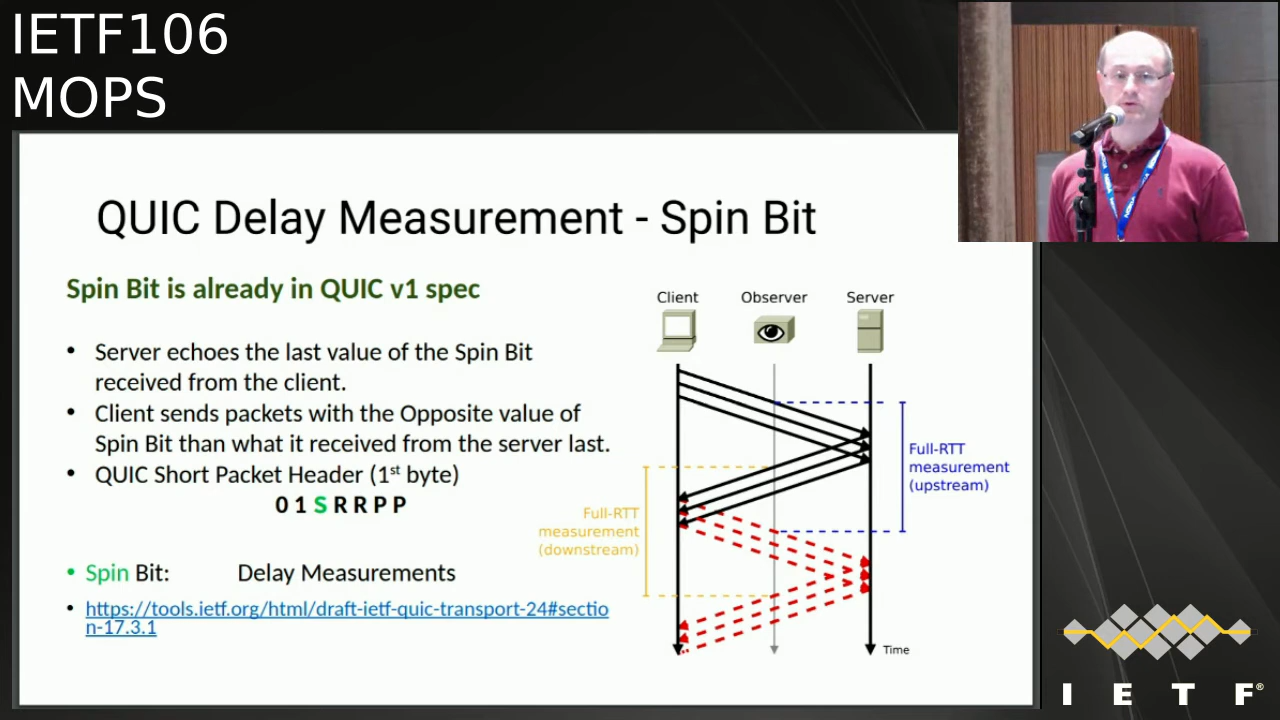 IETF106
MOPS
QUIC Delay Measurement - Spin Bit
Spin Bit is already in QUIC v1 spec
• Server echoes the last value of the Spin Bit
received from the client.
• Client sends packets with the Opposite value of
Spin Bit than what it received from the server last.
• QUIC Short Packet Header (1st byte)
0 1 S R R P P
• Spin Bit: Delay Measurements
• https://tools.ietf.org/html/draft-ietf-quic-transport-24#sectio
n-17.3.1
Client Observer Server
Full-RTT
measurement
(upstream)
Full-RTT
measurement
(downstream)
Time
I E T F®